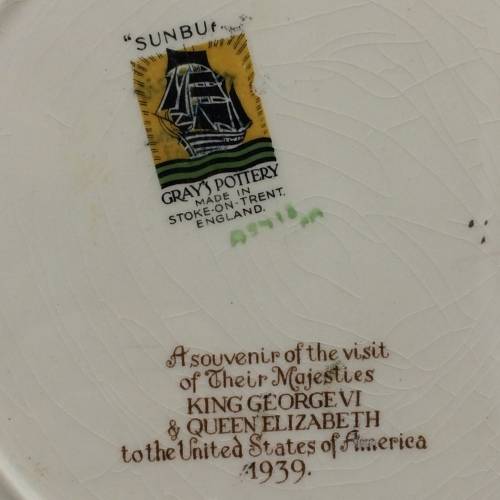 GRAY'S POTTERY
MADE IN
STOKE-ON-TRENT.
ENGLAND.
A souvenir of the visit
of Their Majesties
KING GEORGE VI
& QUEEN ELIZABETH
to the United States of America
1939.